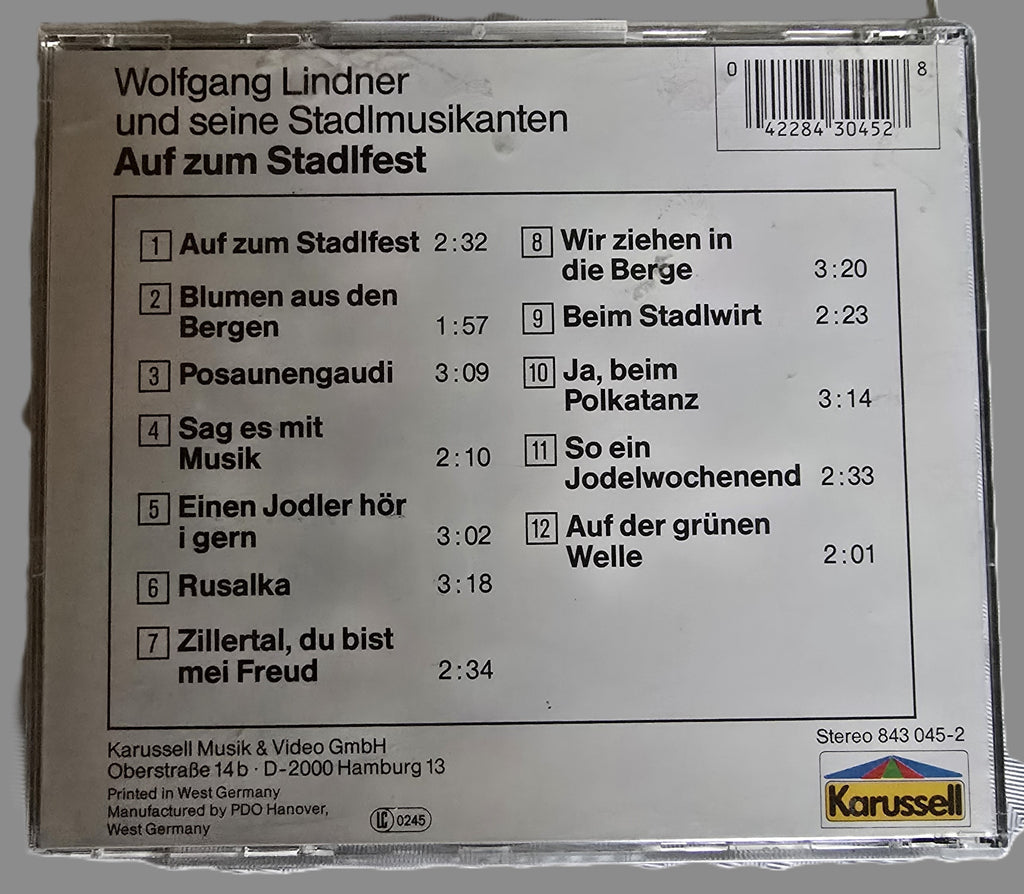 Wolfgang Lindner
und seine Stadlmusikanten
Auf zum Stadlfest
0 42284 30452 8
1 Auf zum Stadlfest 2:32
2 Blumen aus den
Bergen 1:57
3 Posaunengaudi 3:09
4 Sag es mit
Musik 2:10
5 Einen Jodler hör
i gern 3:02
6 Rusalka 3:18
7 Zillertal, du bist
mei Freud 2:34
8 Wir ziehen in
die Berge 3:20
9 Beim Stadlwirt 2:23
10 Ja, beim
Polkatanz 3:14
11 So ein
Jodelwochenend 2:33
12 Auf der grünen
Welle 2:01
Karussell Musik & Video GmbH
Oberstraße 14b · D-2000 Hamburg 13
Printed in West Germany
Manufactured by PDO Hanover,
West Germany
LC 0245
Stereo 843 045-2
Karussell